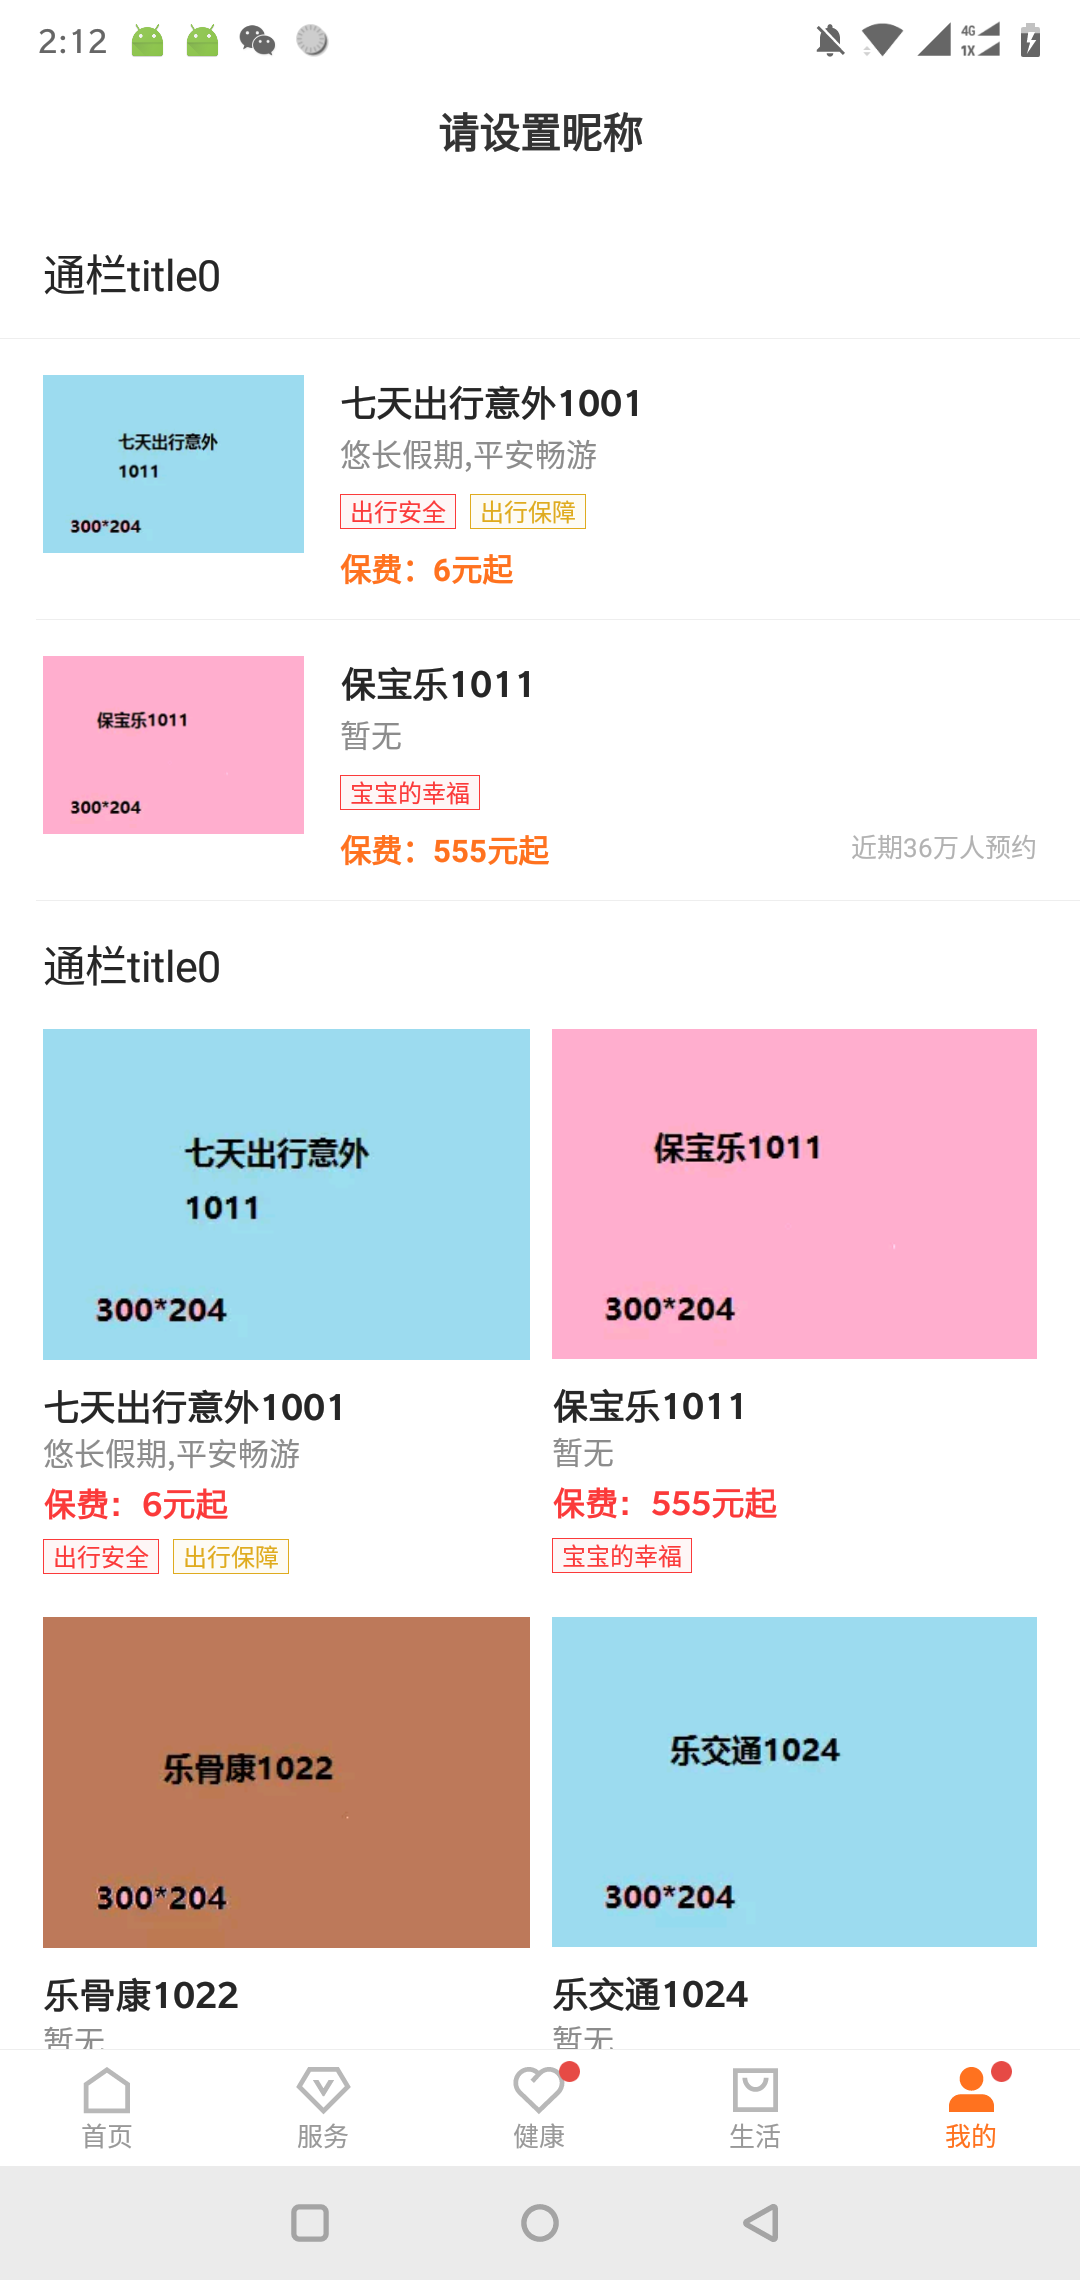 2:12
4G
1X
请设置昵称
通栏title0
七天出行意外
1011
300*204
七天出行意外1001
悠长假期,平安畅游
出行安全 出行保障
保费：6元起
保宝乐1011
300*204
保宝乐1011
暂无
宝宝的幸福
保费：555元起
近期36万人预约
通栏title0
七天出行意外
1011
300*204
七天出行意外1001
悠长假期,平安畅游
保费：6元起
出行安全 出行保障
保宝乐1011
300*204
保宝乐1011
暂无
保费：555元起
宝宝的幸福
乐骨康1022
300*204
乐骨康1022
暂无
乐交通1024
300*204
乐交通1024
暂无
首页 服务 健康 生活 我的